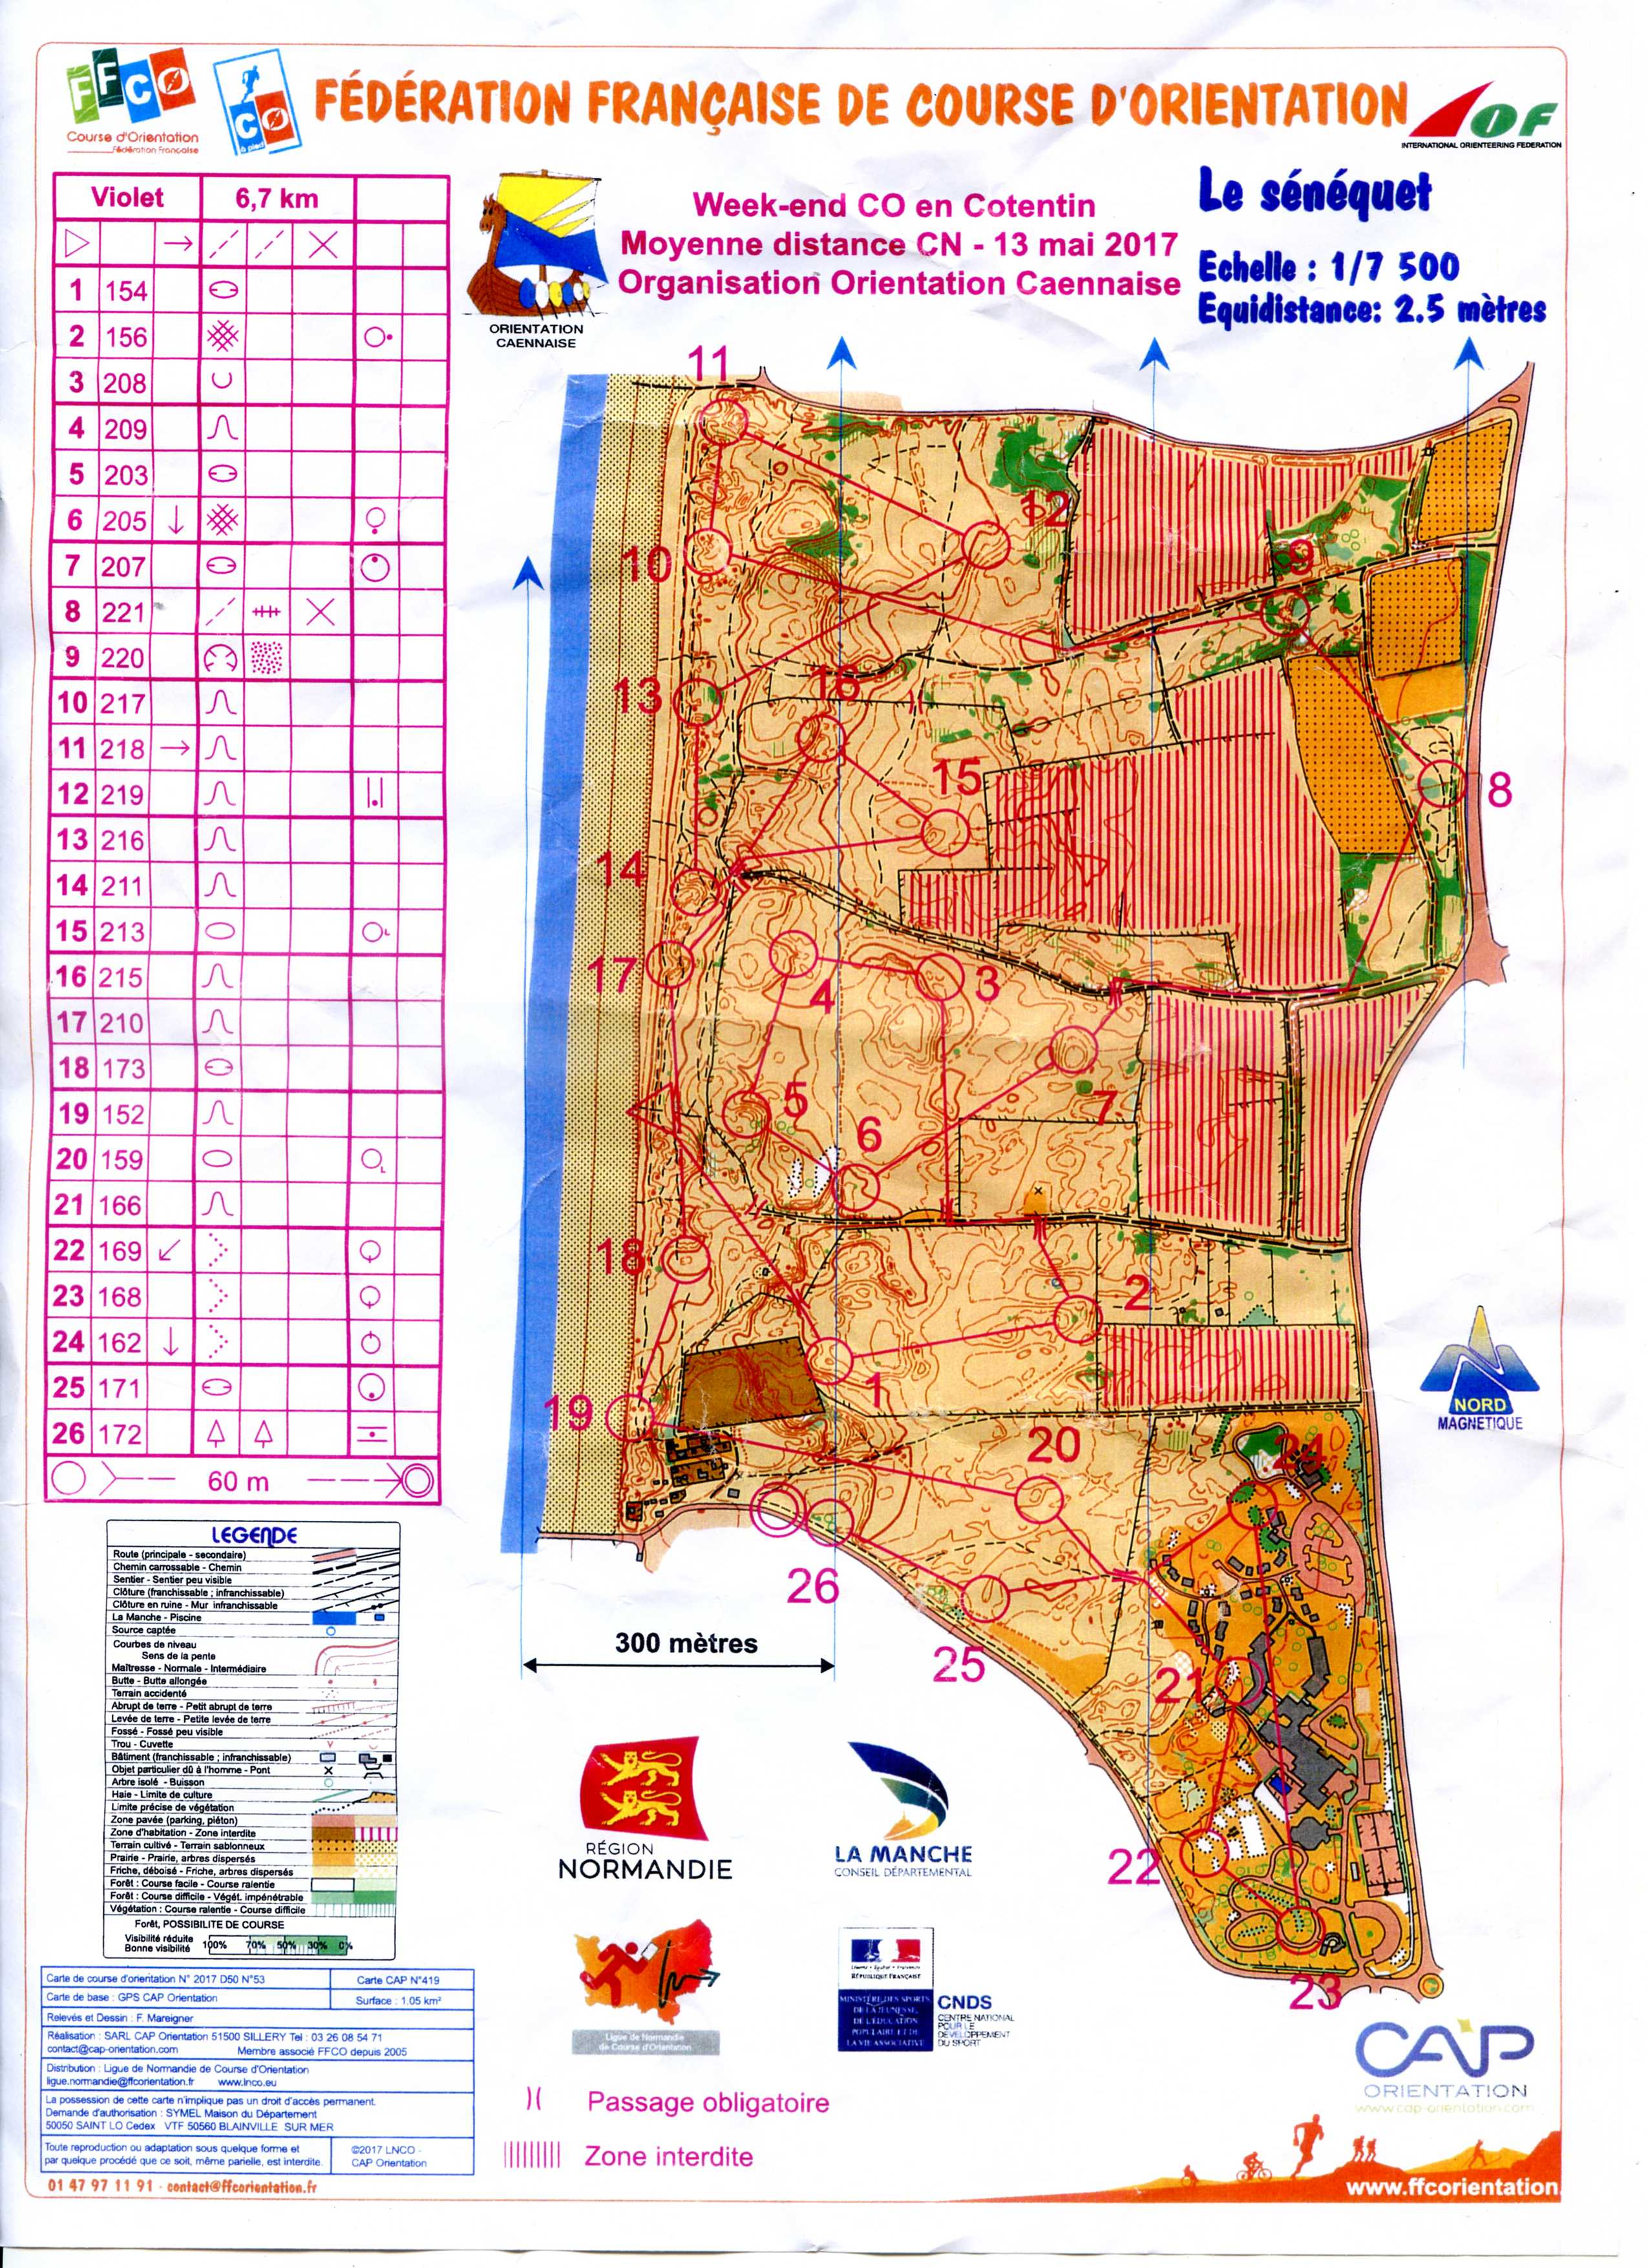 FFCO
Course d'Orientation
Fédération Française
CO
à pied
FÉDÉRATION FRANÇAISE DE COURSE D'ORIENTATION
IOF
INTERNATIONAL ORIENTEERING FEDERATION
ORIENTATION
CAENNAISE
Week-end CO en Cotentin
Moyenne distance CN - 13 mai 2017
Organisation Orientation Caennaise
Le sénéquet
Echelle : 1/7 500
Equidistance: 2.5 mètres
Violet 6,7 km
1 154
2 156
3 208
4 209
5 203
6 205
7 207
8 221
9 220
10 217
11 218
12 219
13 216
14 211
15 213
16 215
17 210
18 173
19 152
20 159
21 166
22 169
23 168
24 162
25 171
26 172
60 m
11
12
10
9
13
16
15
8
14
17
4
3
5
7
6
18
2
1
19
20
24
26
25
21
22
23
300 mètres
NORD
MAGNETIQUE
LEGENDE
Route (principale - secondaire)
Chemin carrossable - Chemin
Sentier - Sentier peu visible
Clôture (franchissable ; infranchissable)
Clôture en ruine - Mur infranchissable
La Manche - Piscine
Source captée
Courbes de niveau
Sens de la pente
Maîtresse - Normale - Intermédiaire
Butte - Butte allongée
Terrain accidenté
Abrupt de terre - Petit abrupt de terre
Levée de terre - Petite levée de terre
Fossé - Fossé peu visible
Trou - Cuvette
Bâtiment (franchissable ; infranchissable)
Objet particulier dû à l'homme - Pont
Arbre isolé - Buisson
Haie - Limite de culture
Limite précise de végétation
Zone pavée (parking, piéton)
Zone d'habitation - Zone interdite
Terrain cultivé - Terrain sablonneux
Prairie - Prairie, arbres dispersés
Friche, déboisé - Friche, arbres dispersés
Forêt : Course facile - Course ralentie
Forêt : Course difficile - Végét. impénétrable
Végétation : Course ralentie - Course difficile
Forêt, POSSIBILITE DE COURSE
Visibilité réduite
Bonne visibilité
100% 70% 50% 30% 0%
Carte de course d'orientation N° 2017 D50 N°53
Carte CAP N°419
Carte de base : GPS CAP Orientation
Surface : 1.05 km²
Relevés et Dessin : F. Mareigner
Réalisation : SARL CAP Orientation 51500 SILLERY Tel : 03 26 08 54 71
contact@cap-orientation.com Membre associé FFCO depuis 2005
Distribution : Ligue de Normandie de Course d'Orientation
ligue.normandie@ffcorientation.fr www.lnco.eu
La possession de cette carte n'implique pas un droit d'accès permanent.
Demande d'authorisation : SYMEL Maison du Département
50050 SAINT LO Cedex VTF 50560 BLAINVILLE SUR MER
Toute reproduction ou adaptation sous quelque forme et
par quelque procédé que ce soit, même parielle, est interdite.
©2017 LNCO -
CAP Orientation
01 47 97 11 91 - contact@ffcorientation.fr
RÉGION
NORMANDIE
LA MANCHE
CONSEIL DÉPARTEMENTAL
Ligue de Normandie
de Course d'Orientation
RÉPUBLIQUE FRANÇAISE
MINISTÈRE DES SPORTS
DE LA JEUNESSE,
DE L'ÉDUCATION
POPULAIRE ET DE
LA VIE ASSOCIATIVE
CNDS
CENTRE NATIONAL
POUR LE
DÉVELOPPEMENT
DU SPORT
Passage obligatoire
Zone interdite
CAP
ORIENTATION
www.cap-orientation.com
www.ffcorientation.